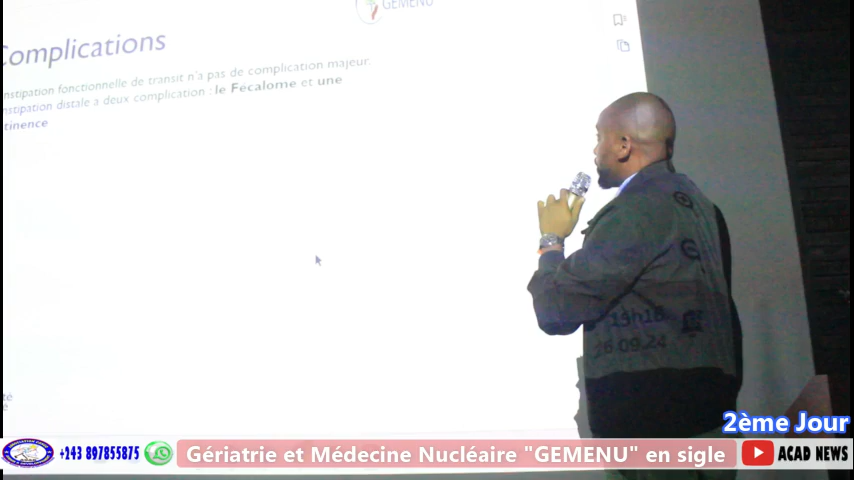 GEMENU
Complications
nstipation fonctionnelle de transit n'a pas de complication majeur.
nstipation distale a deux complication : le Fécalome et une
tinence
19h18
26.09.24
2ème Jour
+243 897855875
Gériatrie et Médecine Nucléaire "GEMENU" en sigle
ACAD NEWS